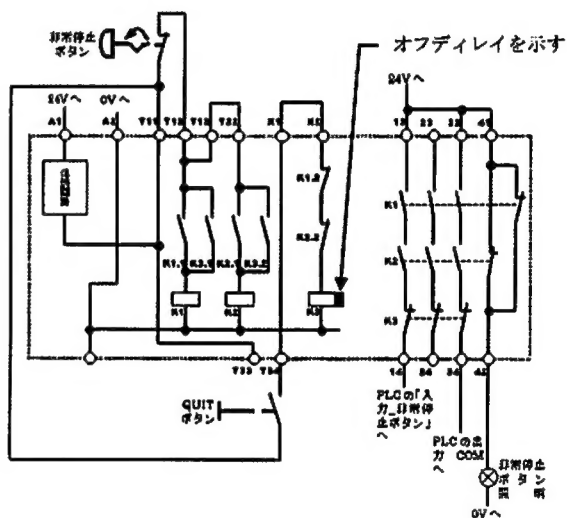 非常停止
ボタン
オフディレイを示す
24Vへ
0Vへ
24Vへ
A1
A2
T11
T12
T22
X1
X2
13
23
41
K1.2
K2.2
K1.1
K3.1
K2.1
K3.2
K1
K2
K3
K1
K2
K3
T33
T34
14
QUIT
ボタン
PLCの「入
力_非常停
止ボタン」
へ
PLCの出
力 COM
へ
非常停止
ボタン
照明
0Vへ